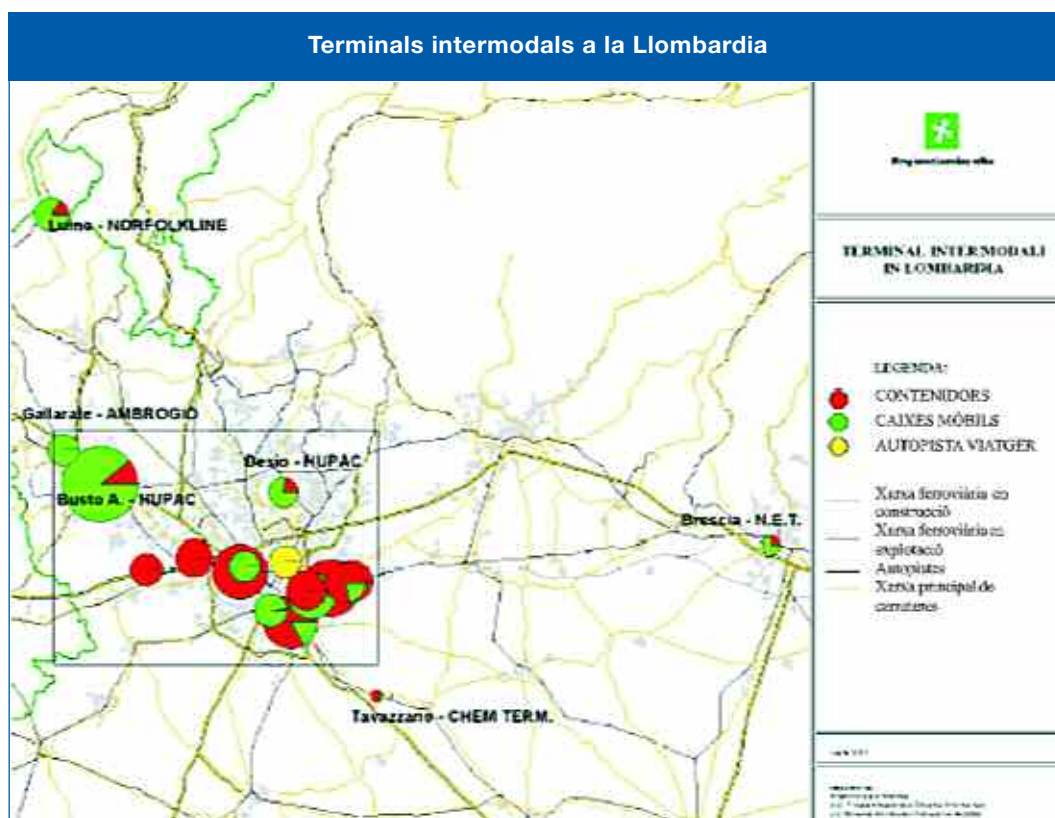 Terminals intermodals a la Llombardia
Luino - NORFOLKLINE
TERMINAL INTERMODALI
IN LOMBARDIA
LEGENDA:
CONTENIDORS
CAIXES MÒBILS
AUTOPISTA VIATGER
Gallarate - AMBROGIO
Desio - HUPAC
Busto A. - HUPAC
Brescia - N.E.T.
Xarxa ferroviària en
construcció
Xarxa ferroviària en
explotació
Autopistes
Xarxa principal de
carreteres
Tavazzano - CHEM TERM.